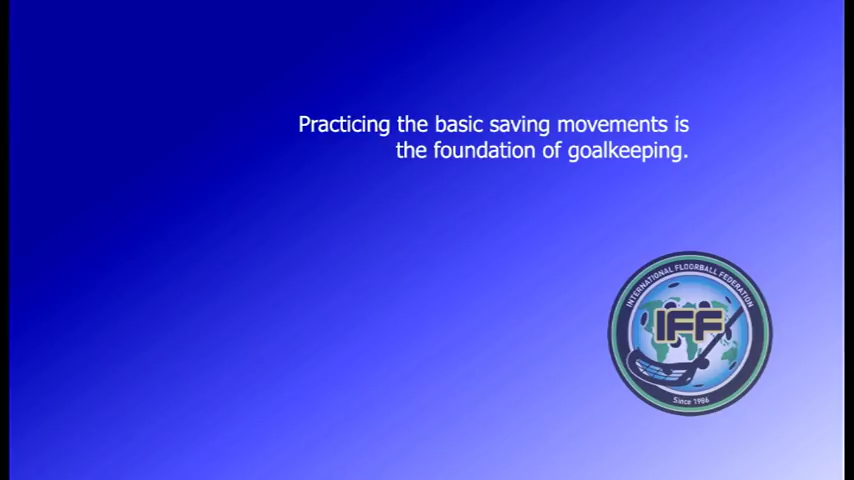 Practicing the basic saving movements is
the foundation of goalkeeping.
INTERNATIONAL FLOORBALL FEDERATION
IFF
Since 1986